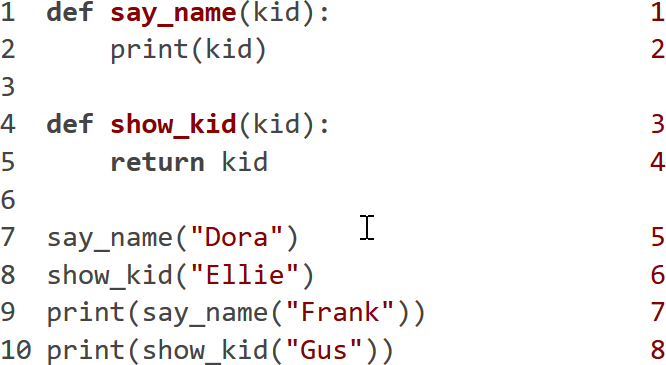 1 def say_name(kid): 1
2     print(kid) 2
3
4 def show_kid(kid): 3
5     return kid 4
6
7 say_name("Dora") 5
8 show_kid("Ellie") 6
9 print(say_name("Frank")) 7
10 print(show_kid("Gus")) 8